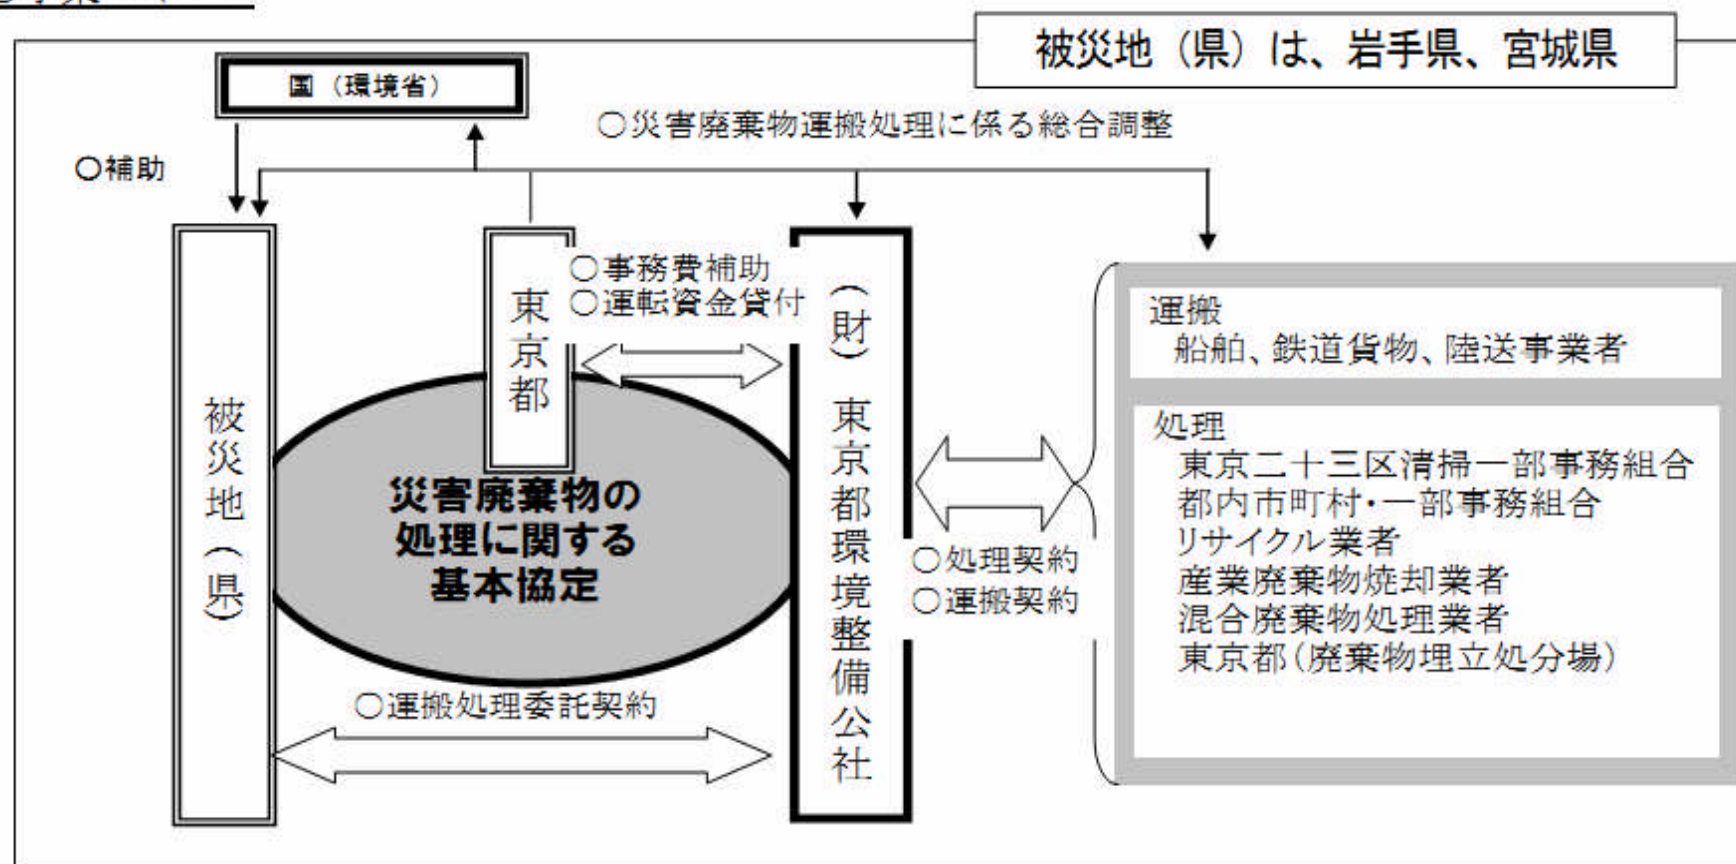 被災地（県）は、岩手県、宮城県
国（環境省）
○災害廃棄物運搬処理に係る総合調整
○補助
被災地（県）
東京都
○事務費補助
○運転資金貸付
（財）東京都環境整備公社
災害廃棄物の
処理に関する
基本協定
○運搬処理委託契約
○処理契約
○運搬契約
運搬
船舶、鉄道貨物、陸送事業者
処理
東京二十三区清掃一部事務組合
都内市町村・一部事務組合
リサイクル業者
産業廃棄物焼却業者
混合廃棄物処理業者
東京都（廃棄物埋立処分場）